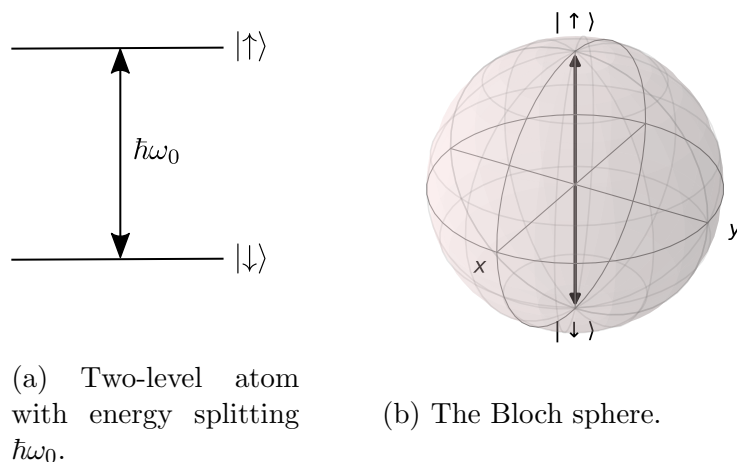 |↑⟩
ℏω₀
|↓⟩
(a) Two-level atom
with energy splitting
ℏω₀.
|↑⟩
x
y
|↓⟩
(b) The Bloch sphere.